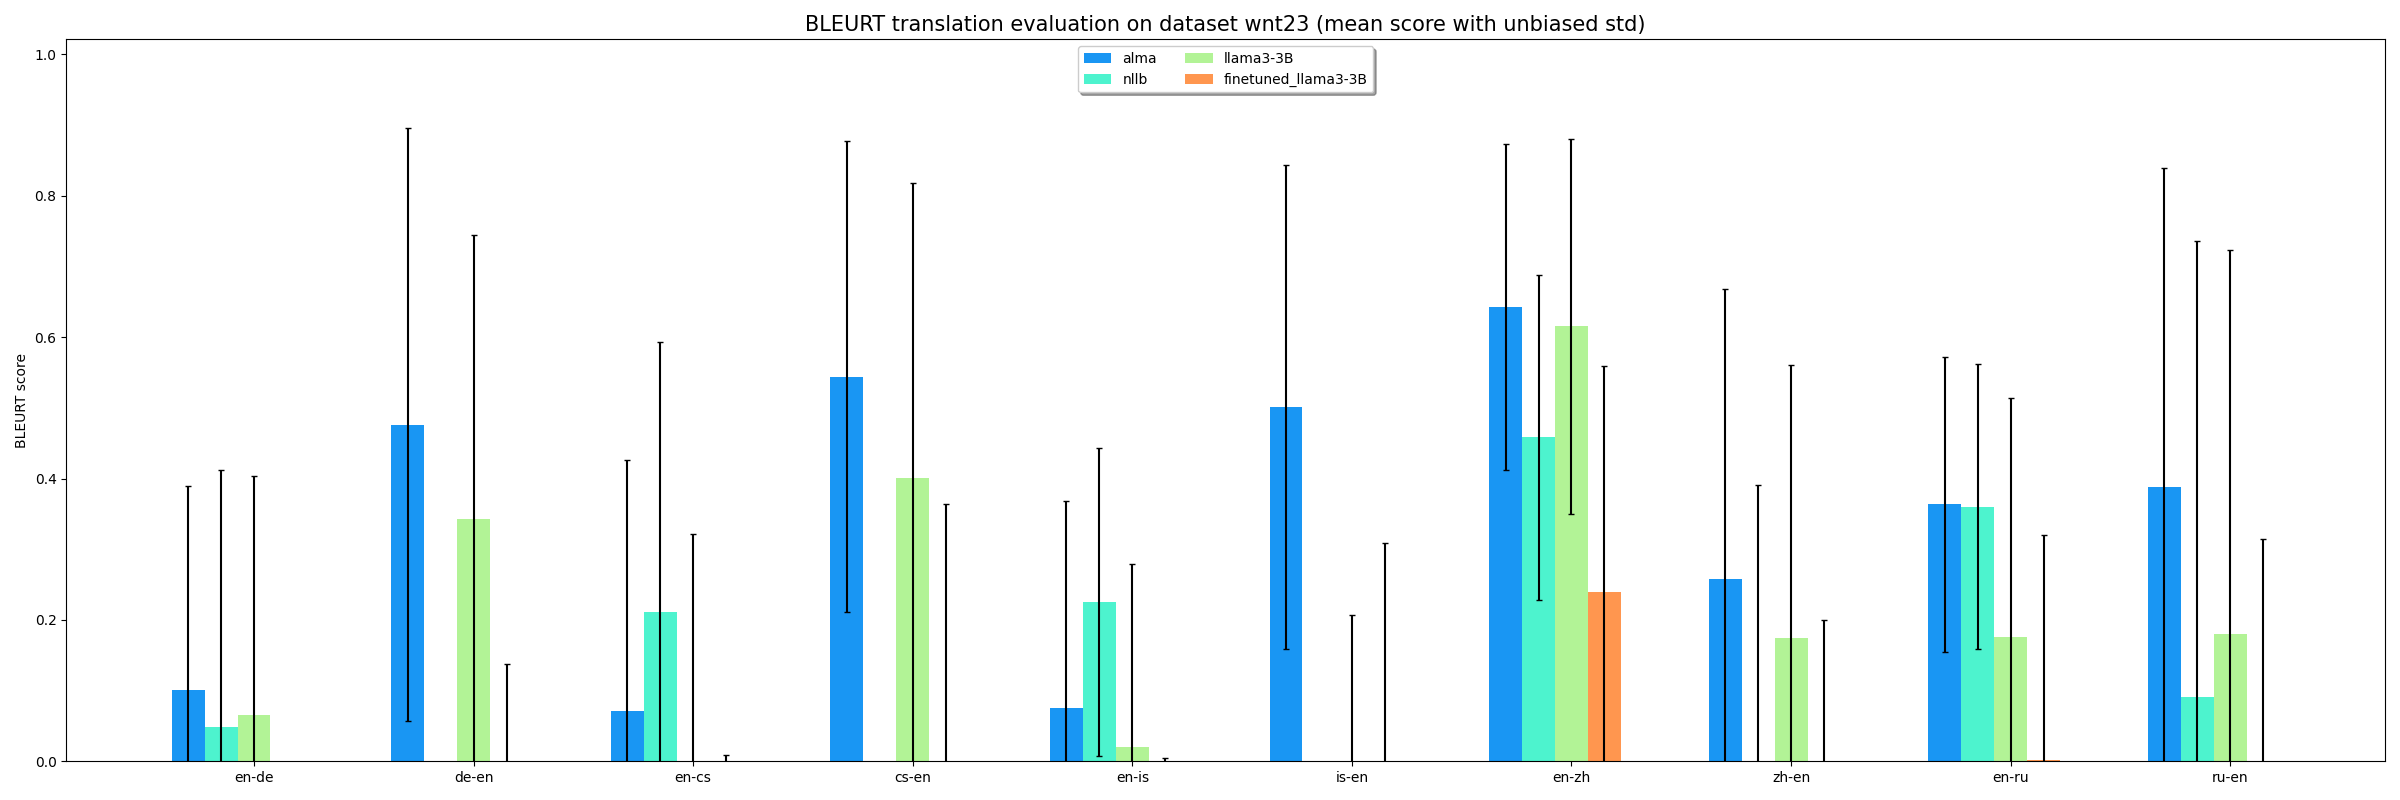 BLEURT translation evaluation on dataset wnt23 (mean score with unbiased std)
alma
nllb
llama3-3B
finetuned_llama3-3B
BLEURT score
1.0
0.8
0.6
0.4
0.2
0.0
en-de
de-en
en-cs
cs-en
en-is
is-en
en-zh
zh-en
en-ru
ru-en